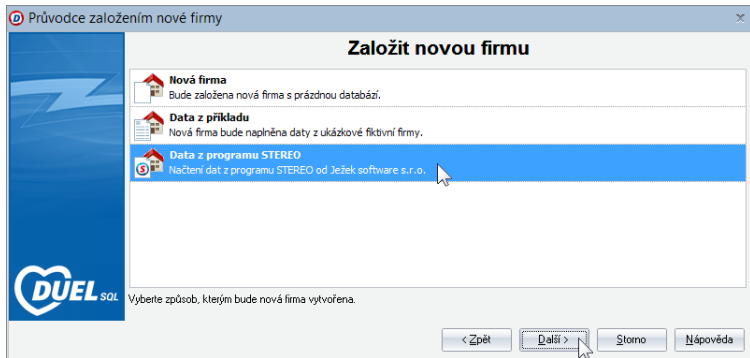 Průvodce založením nové firmy
Založit novou firmu
Nová firma
Bude založena nová firma s prázdnou databází.
Data z příkladu
Nová firma bude naplněna daty z ukázkové fiktivní firmy.
Data z programu STEREO
Načtení dat z programu STEREO od Ježek software s.r.o.
DUEL SQL
Vyberte způsob, kterým bude nová firma vytvořena.
< Zpět
Další >
Storno
Nápověda